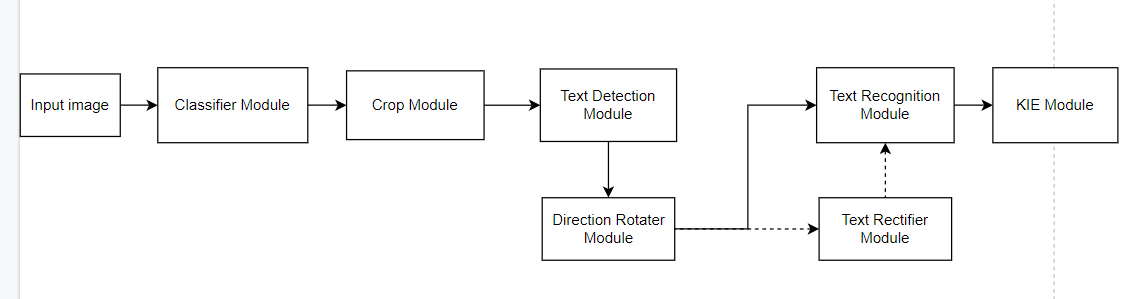 Input image
Classifier Module
Crop Module
Text Detection
Module
Text Recognition
Module
KIE Module
Direction Rotater
Module
Text Rectifier
Module